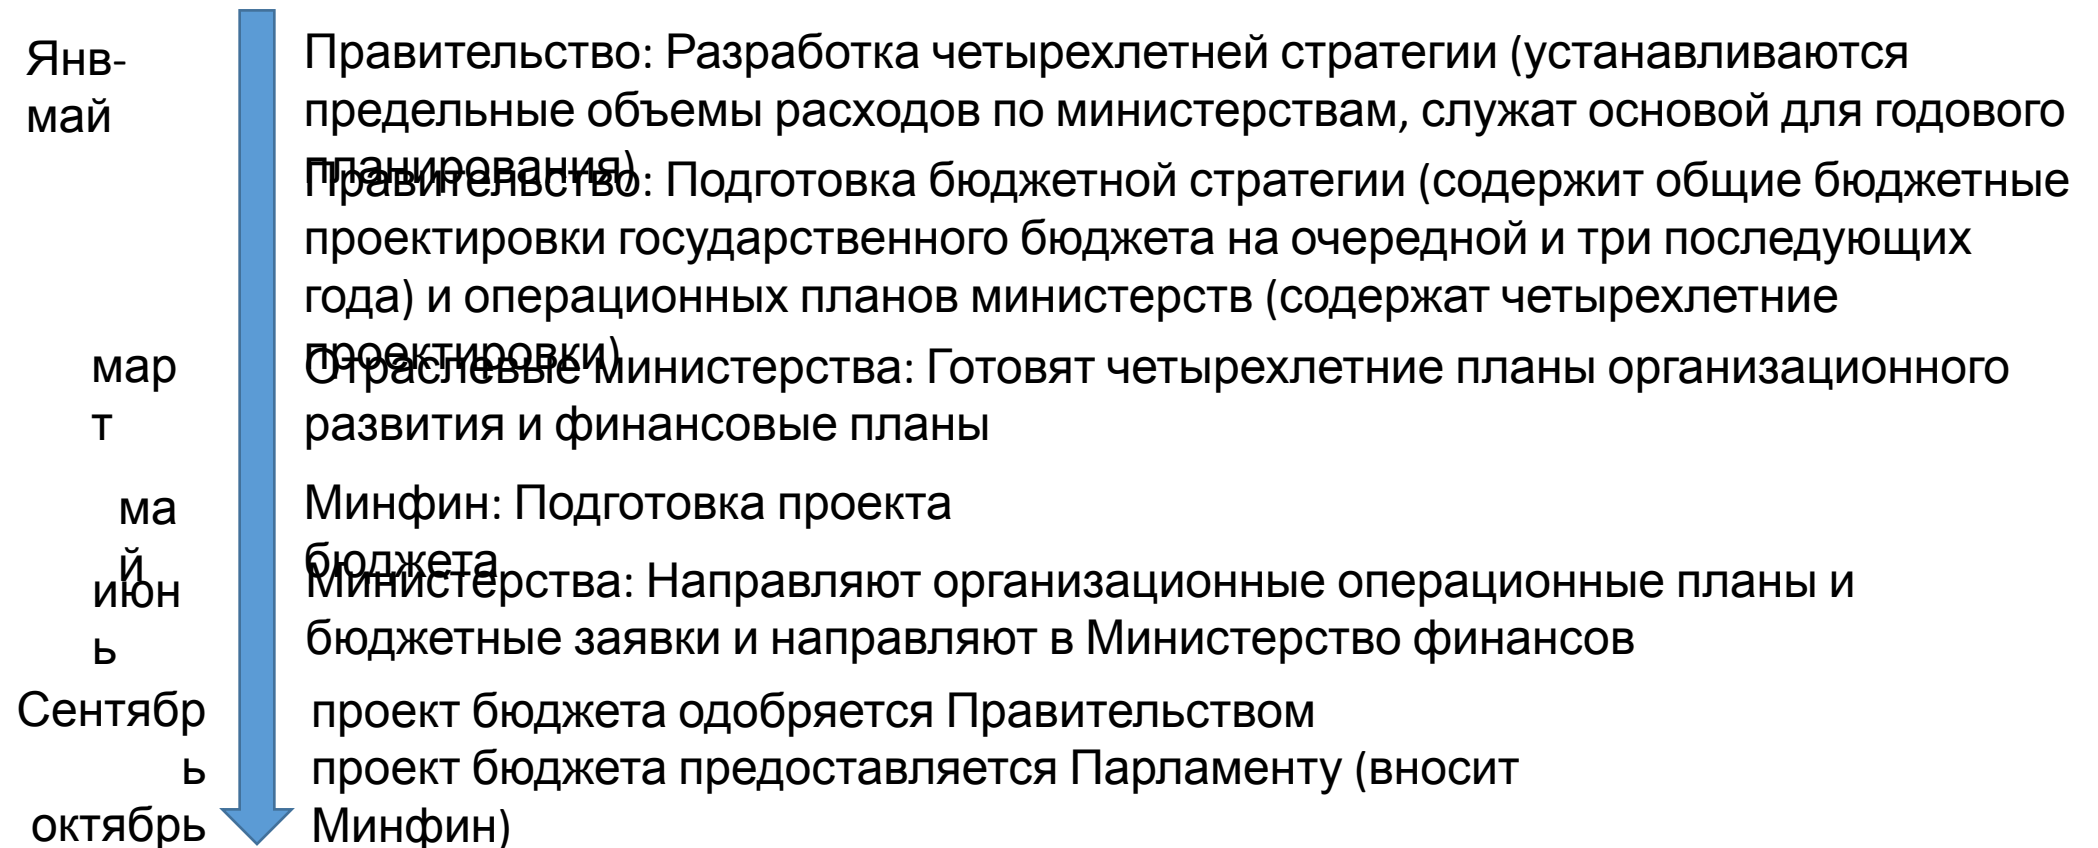 Янв-
май
Правительство: Разработка четырехлетней стратегии (устанавливаются
предельные объемы расходов по министерствам, служат основой для годового
планирования)
Правительство: Подготовка бюджетной стратегии (содержит общие бюджетные
проектировки государственного бюджета на очередной и три последующих
года) и операционных планов министерств (содержат четырехлетние
проектировки)
мар
т
Отраслевые министерства: Готовят четырехлетние планы организационного
развития и финансовые планы
ма
й
Минфин: Подготовка проекта
бюджета
июн
ь
Министерства: Направляют организационные операционные планы и
бюджетные заявки и направляют в Министерство финансов
Сентябр
ь
октябрь
проект бюджета одобряется Правительством
проект бюджета предоставляется Парламенту (вносит
Минфин)